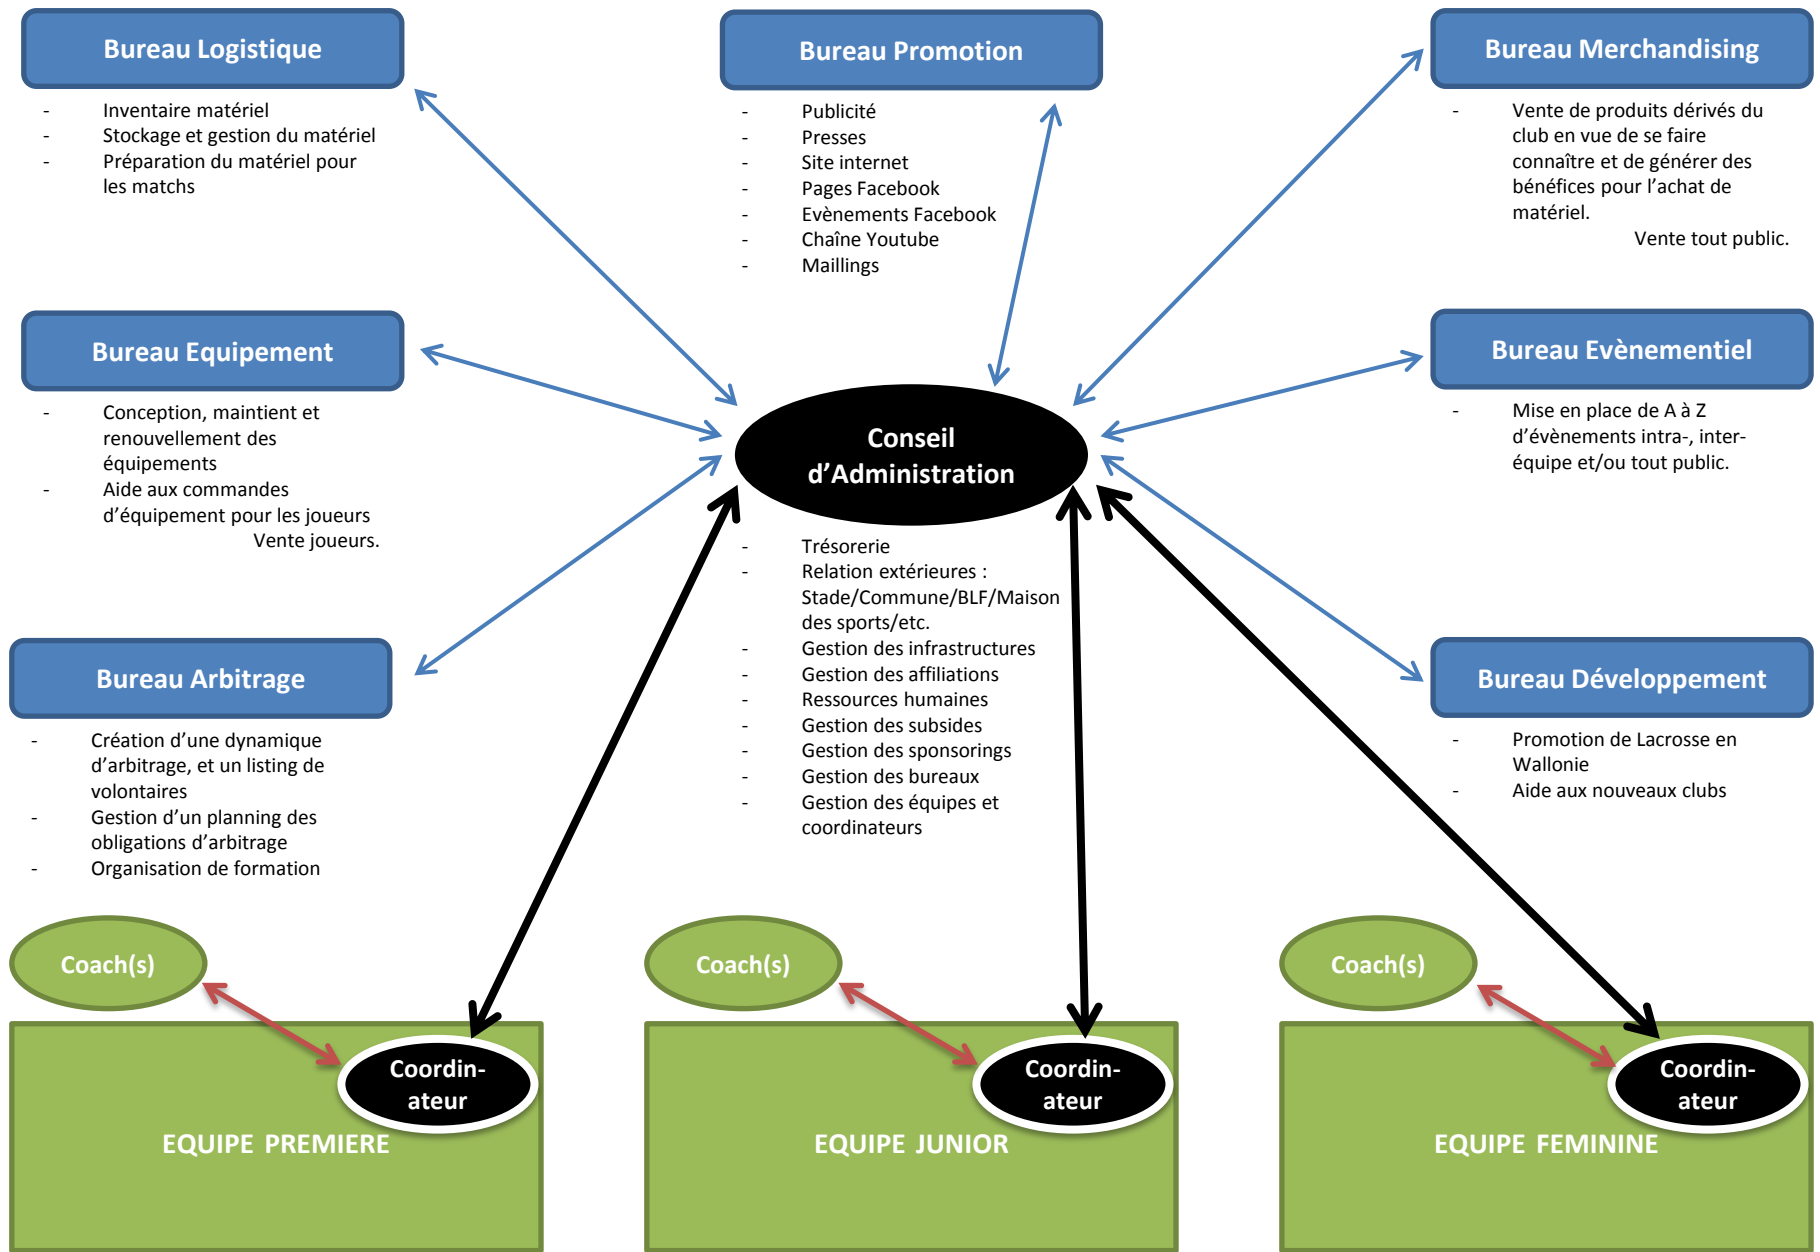 Bureau Logistique
- Inventaire matériel
- Stockage et gestion du matériel
- Préparation du matériel pour
les matchs
Bureau Promotion
- Publicité
- Presses
- Site internet
- Pages Facebook
- Evènements Facebook
- Chaîne Youtube
- Maillings
Bureau Merchandising
- Vente de produits dérivés du
club en vue de se faire
connaître et de générer des
bénéfices pour l’achat de
matériel.
Vente tout public.
Bureau Equipement
- Conception, maintient et
renouvellement des
équipements
- Aide aux commandes
d’équipement pour les joueurs
Vente joueurs.
Conseil
d’Administration
- Trésorerie
- Relation extérieures :
Stade/Commune/BLF/Maison
des sports/etc.
- Gestion des infrastructures
- Gestion des affiliations
- Ressources humaines
- Gestion des subsides
- Gestion des sponsorings
- Gestion des bureaux
- Gestion des équipes et
coordinateurs
Bureau Evènementiel
- Mise en place de A à Z
d’évènements intra-, inter-
équipe et/ou tout public.
Bureau Arbitrage
- Création d’une dynamique
d’arbitrage, et un listing de
volontaires
- Gestion d’un planning des
obligations d’arbitrage
- Organisation de formation
Bureau Développement
- Promotion de Lacrosse en
Wallonie
- Aide aux nouveaux clubs
Coach(s)
Coordin-
ateur
EQUIPE PREMIERE
Coach(s)
Coordin-
ateur
EQUIPE JUNIOR
Coach(s)
Coordin-
ateur
EQUIPE FEMININE